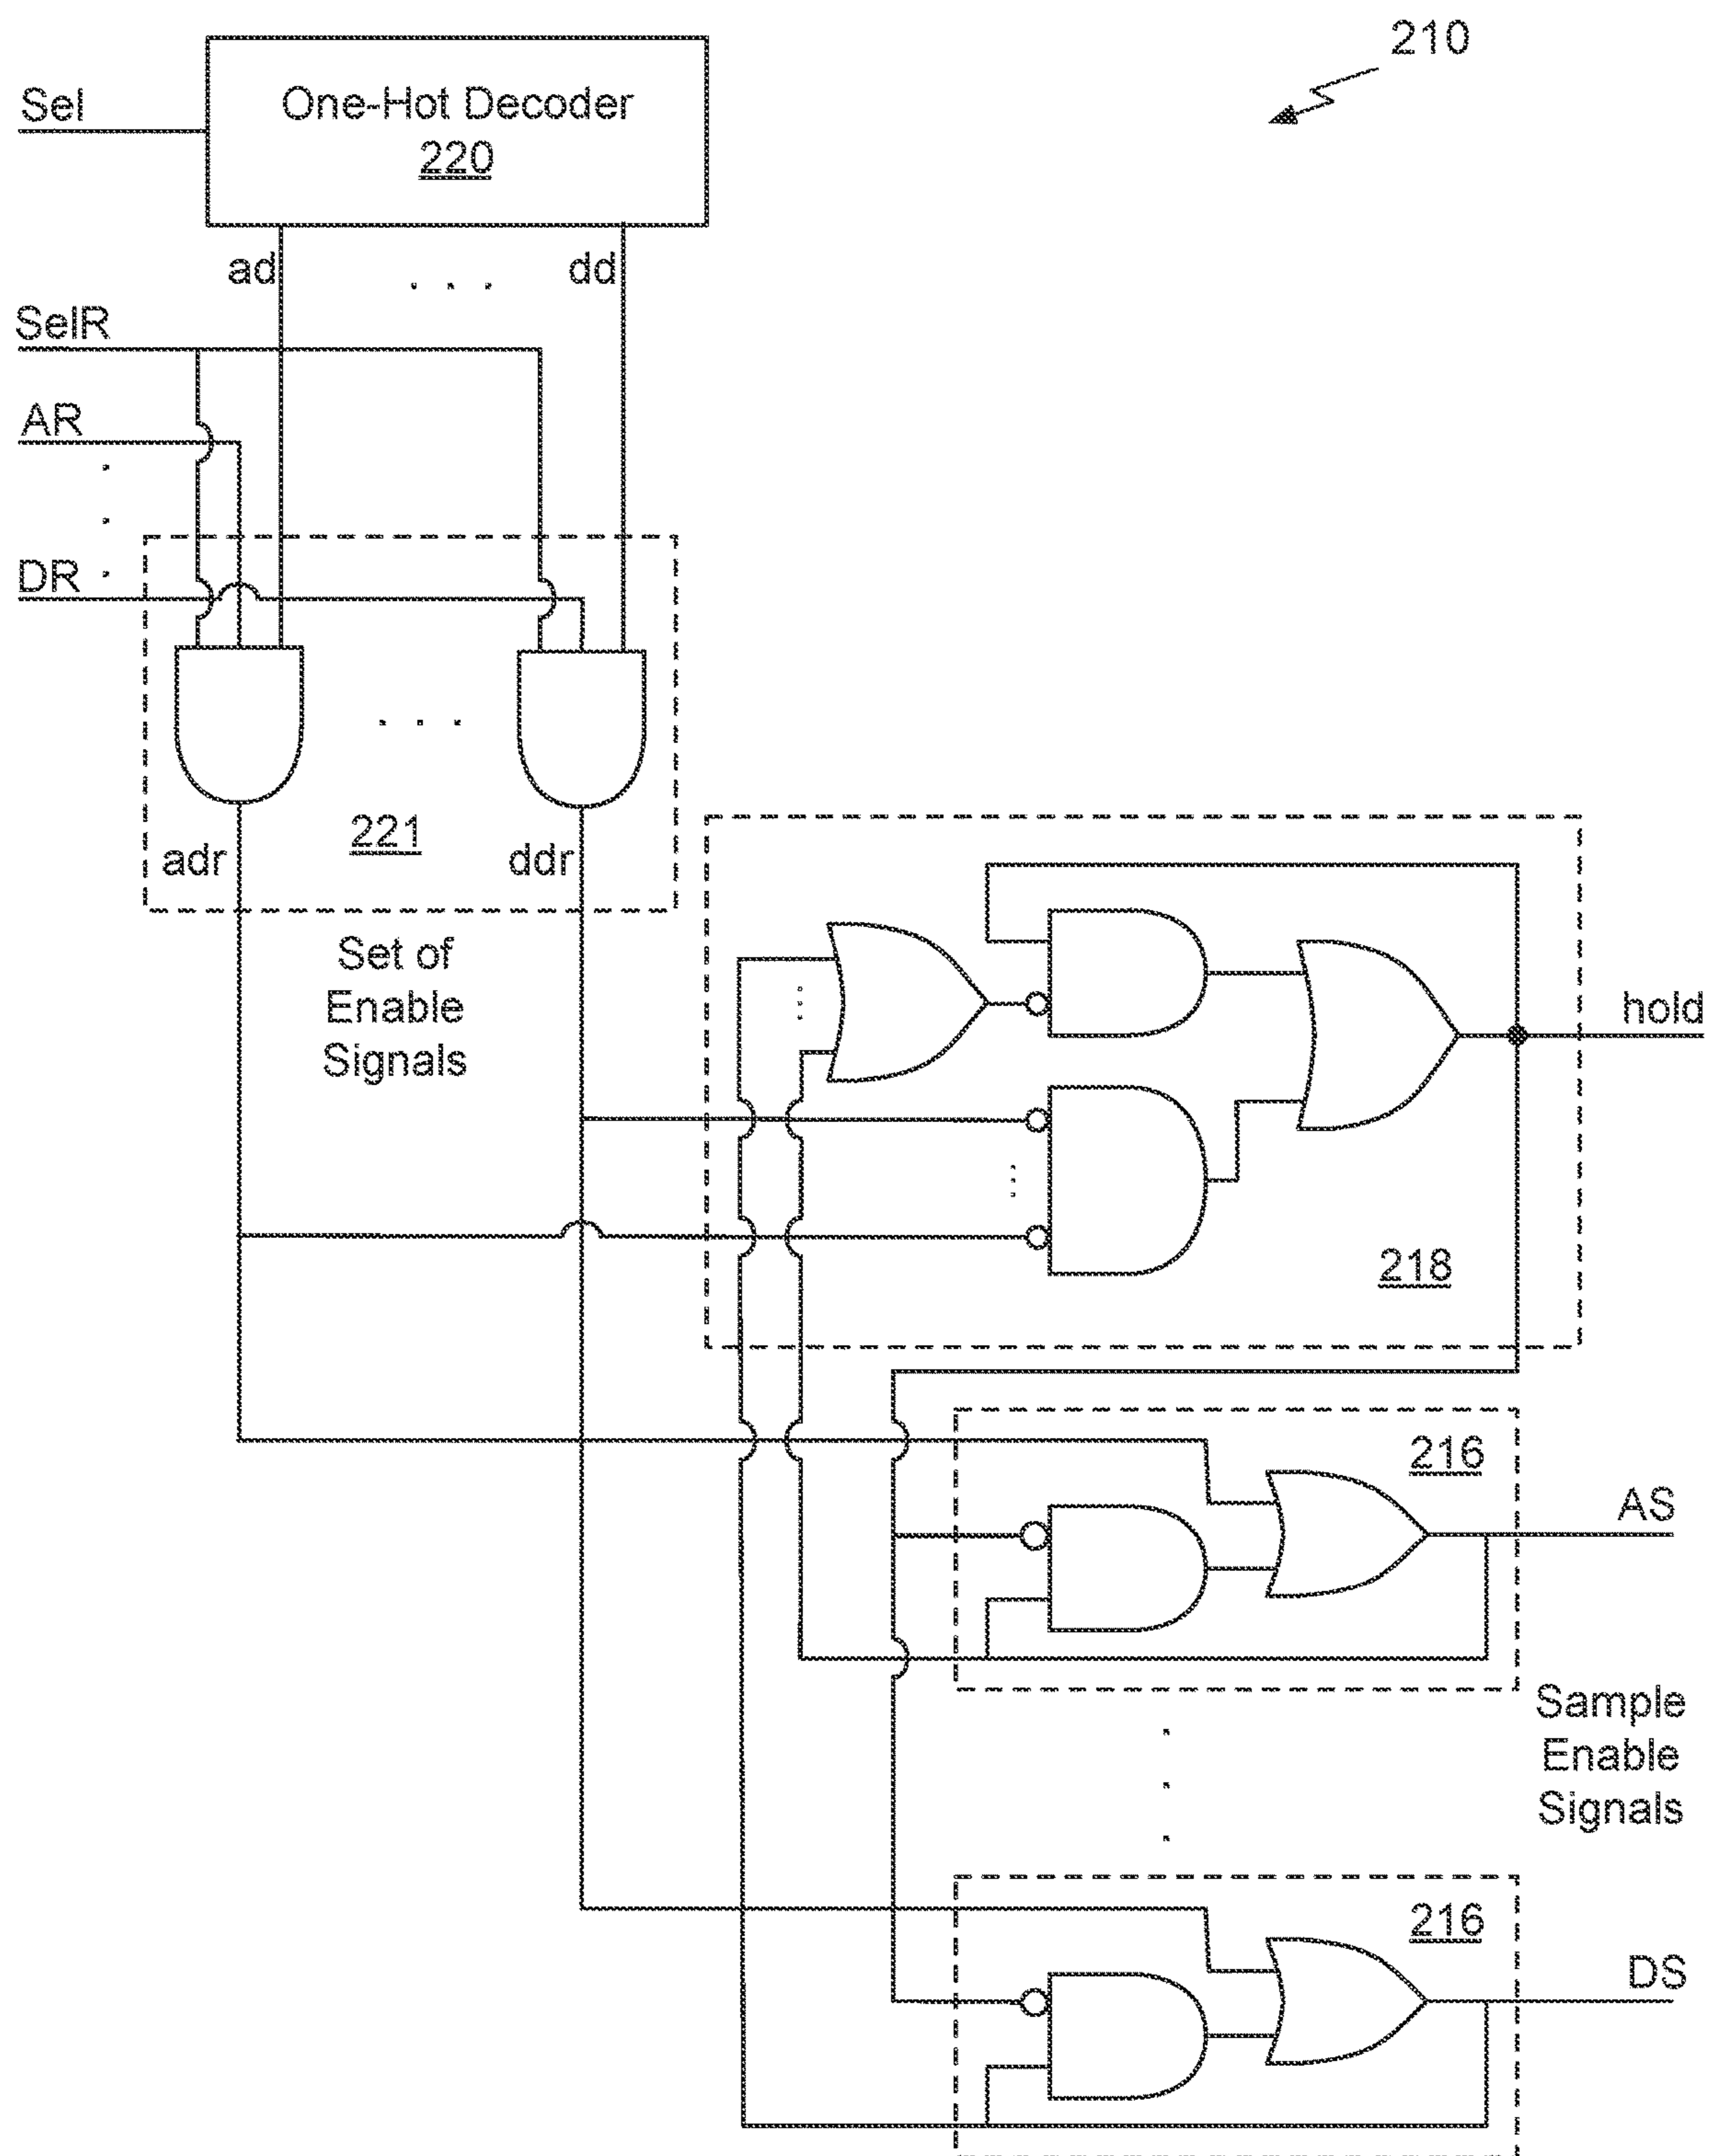 210
Sel
One-Hot Decoder
220
ad
dd
SelR
AR
DR
221
adr
ddr
Set of
Enable
Signals
hold
218
216
AS
Sample
Enable
Signals
216
DS